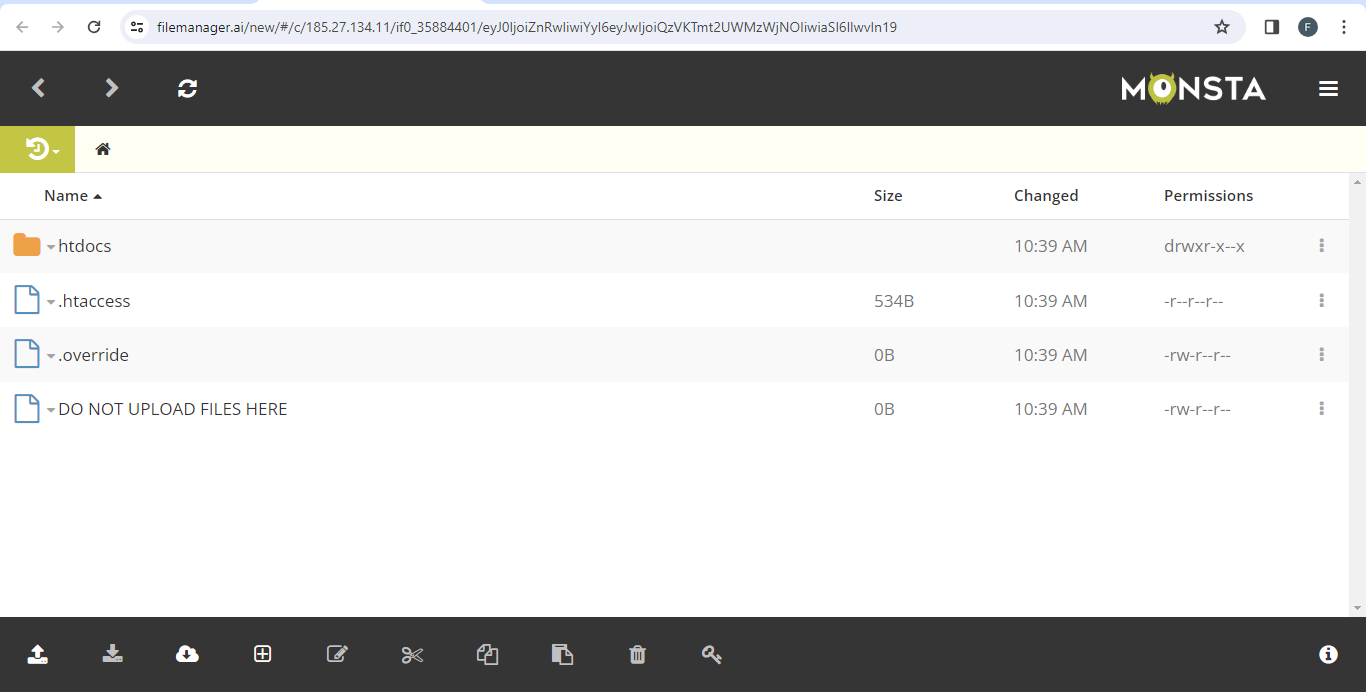 filemanager.ai/new/#/c/185.27.134.11/if0_35884401/eyJ0IjoiZnRwIiwiYyI6eyJwIjoiQzVKTmt2UWMzWjNOIiwiaSI6IlwvIn19
F
MONSTA
Name Size Changed Permissions
htdocs 10:39 AM drwxr-x--x
.htaccess 534B 10:39 AM -r--r--r--
.override 0B 10:39 AM -rw-r--r--
DO NOT UPLOAD FILES HERE 0B 10:39 AM -rw-r--r--